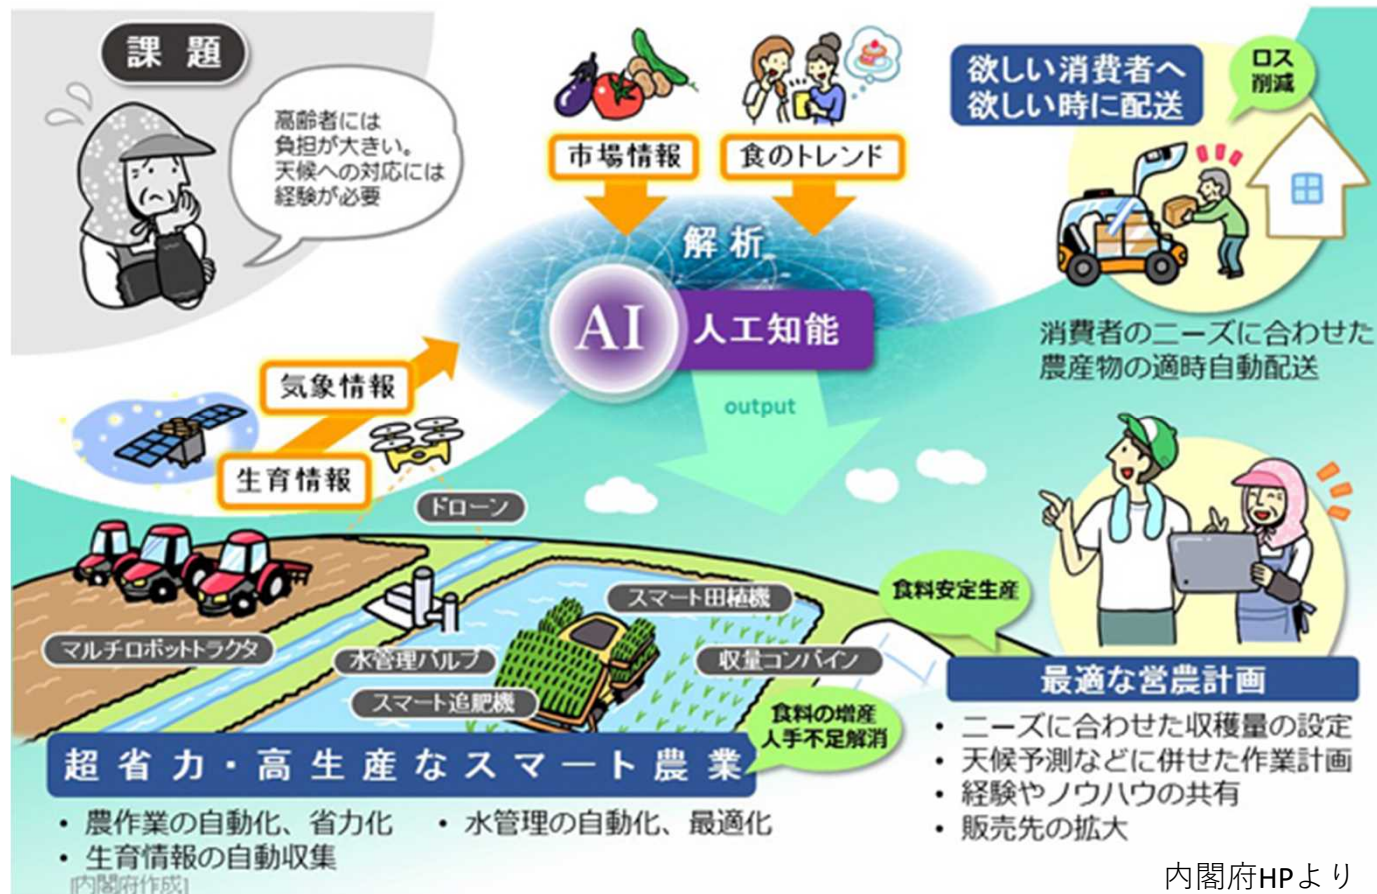 課題
高齢者には
負担が大きい。
天候への対応には
経験が必要
市場情報
食のトレンド
解析
AI 人工知能
output
気象情報
生育情報
欲しい消費者へ
欲しい時に配送
ロス
削減
消費者のニーズに合わせた
農産物の適時自動配送
ドローン
マルチロボットトラクタ
水管理バルブ
スマート追肥機
スマート田植機
収量コンバイン
食料の増産
人手不足解消
超省力・高生産なスマート農業
• 農作業の自動化、省力化
• 水管理の自動化、最適化
• 生育情報の自動収集
[内閣府作成]
食料安定生産
最適な営農計画
• ニーズに合わせた収穫量の設定
• 天候予測などに併せた作業計画
• 経験やノウハウの共有
• 販売先の拡大
内閣府HPより